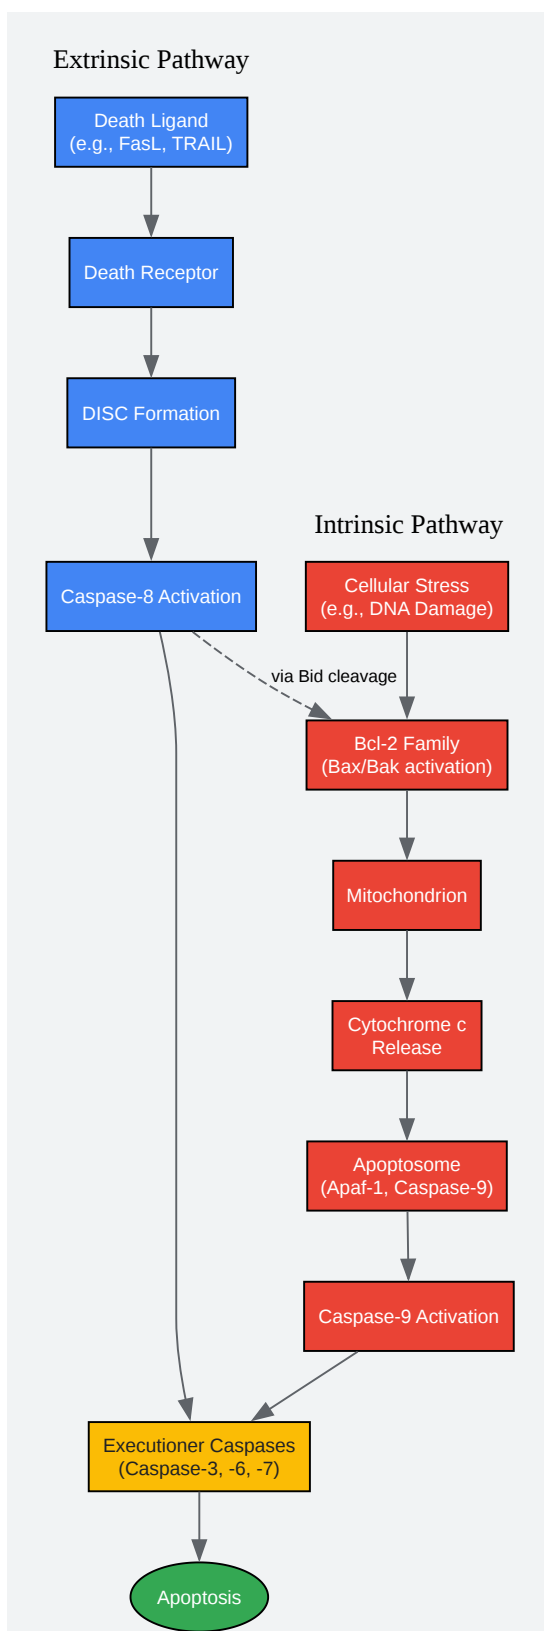 Extrinsic Pathway
Death Ligand
(e.g., FasL, TRAIL)
Death Receptor
DISC Formation
Intrinsic Pathway
Caspase-8 Activation
Cellular Stress
(e.g., DNA Damage)
via Bid cleavage
Bcl-2 Family
(Bax/Bak activation)
Mitochondrion
Cytochrome c
Release
Apoptosome
(Apaf-1, Caspase-9)
Caspase-9 Activation
Executioner Caspases
(Caspase-3, -6, -7)
Apoptosis